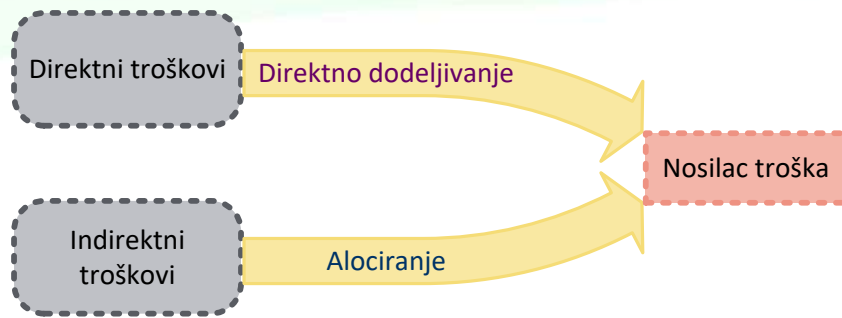 Direktni troškovi
Direktno dodeljivanje
Nosilac troška
Indirektni
troškovi
Alociranje